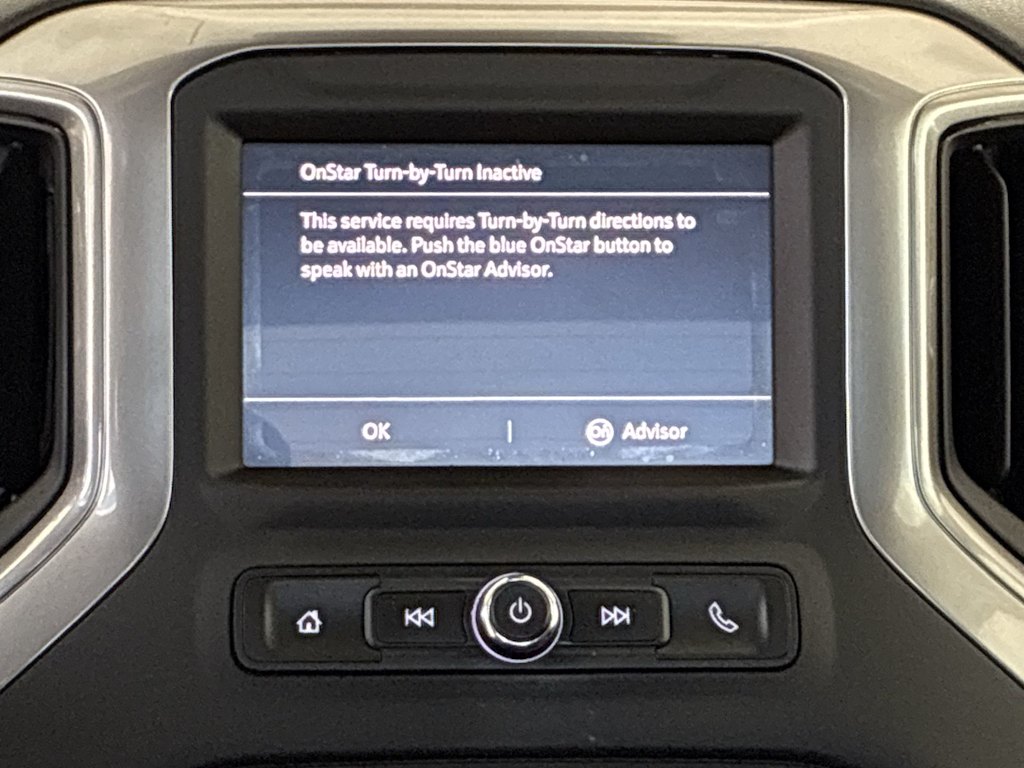 OnStar Turn-by-Turn Inactive
This service requires Turn-by-Turn directions to
be available. Push the blue OnStar button to
speak with an OnStar Advisor.
OK | On Advisor